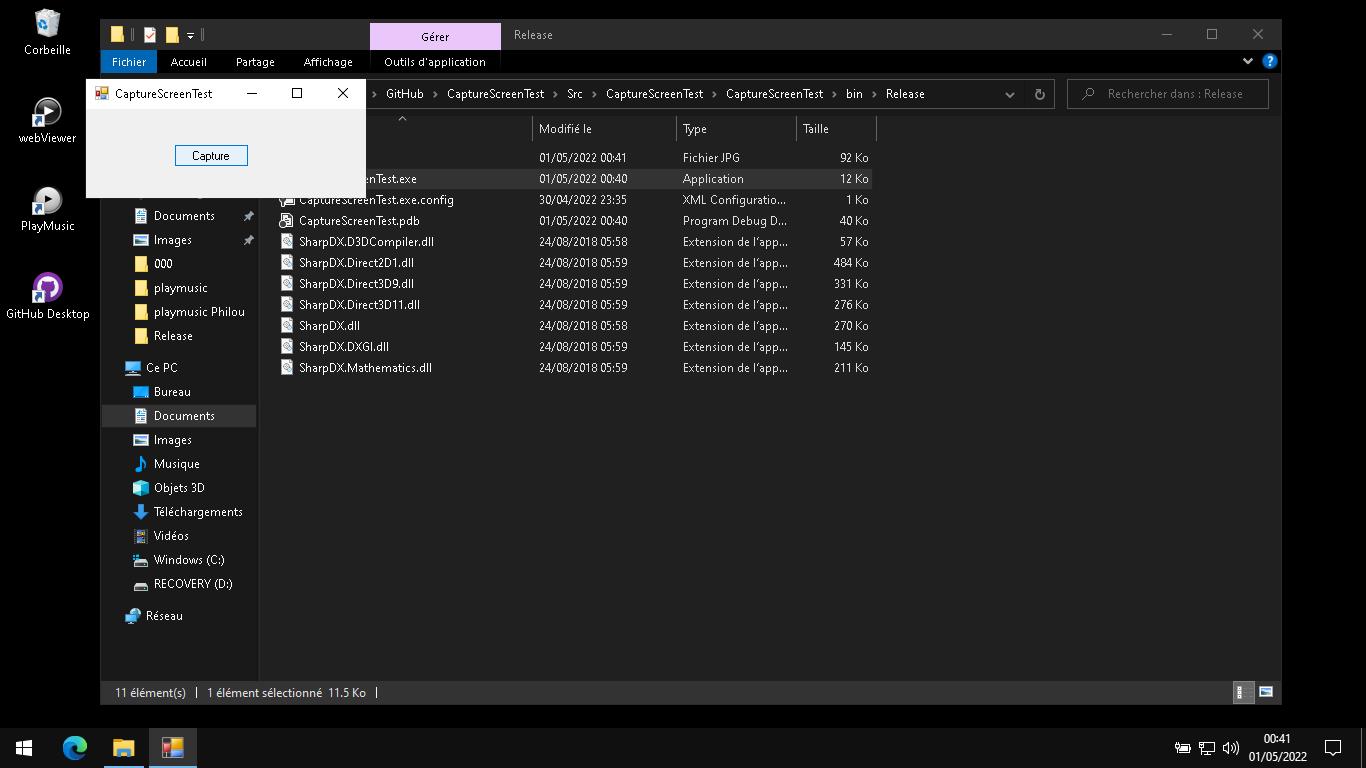 Corbeille
webViewer
PlayMusic
GitHub Desktop
Gérer
Release
Fichier
Accueil
Partage
Affichage
Outils d'application
CaptureScreenTest
Capture
GitHub > CaptureScreenTest > Src > CaptureScreenTest > CaptureScreenTest > bin > Release
Rechercher dans : Release
Modifié le Type Taille
01/05/2022 00:41 Fichier JPG 92 Ko
enTest.exe 01/05/2022 00:40 Application 12 Ko
CaptureScreenTest.exe.config 30/04/2022 23:35 XML Configuratio... 1 Ko
CaptureScreenTest.pdb 01/05/2022 00:40 Program Debug D... 40 Ko
SharpDX.D3DCompiler.dll 24/08/2018 05:58 Extension de l'app... 57 Ko
SharpDX.Direct2D1.dll 24/08/2018 05:59 Extension de l'app... 484 Ko
SharpDX.Direct3D9.dll 24/08/2018 05:59 Extension de l'app... 331 Ko
SharpDX.Direct3D11.dll 24/08/2018 05:59 Extension de l'app... 276 Ko
SharpDX.dll 24/08/2018 05:58 Extension de l'app... 270 Ko
SharpDX.DXGI.dll 24/08/2018 05:59 Extension de l'app... 145 Ko
SharpDX.Mathematics.dll 24/08/2018 05:59 Extension de l'app... 211 Ko
Documents
Images
000
playmusic
playmusic Philou
Release
Ce PC
Bureau
Documents
Images
Musique
Objets 3D
Téléchargements
Vidéos
Windows (C:)
RECOVERY (D:)
Réseau
11 élément(s) 1 élément sélectionné 11.5 Ko
00:41
01/05/2022